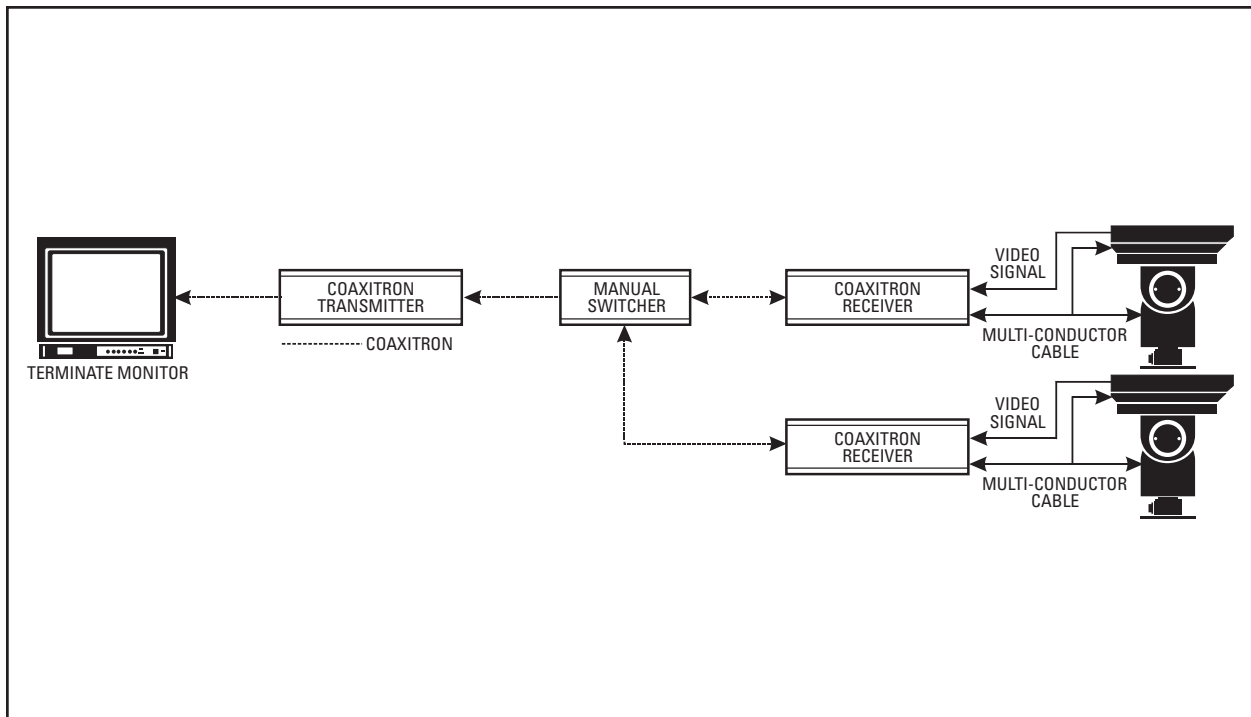 TERMINATE MONITOR
COAXITRON
TRANSMITTER
COAXITRON
MANUAL
SWITCHER
COAXITRON
RECEIVER
VIDEO
SIGNAL
MULTI-CONDUCTOR
CABLE
COAXITRON
RECEIVER
VIDEO
SIGNAL
MULTI-CONDUCTOR
CABLE